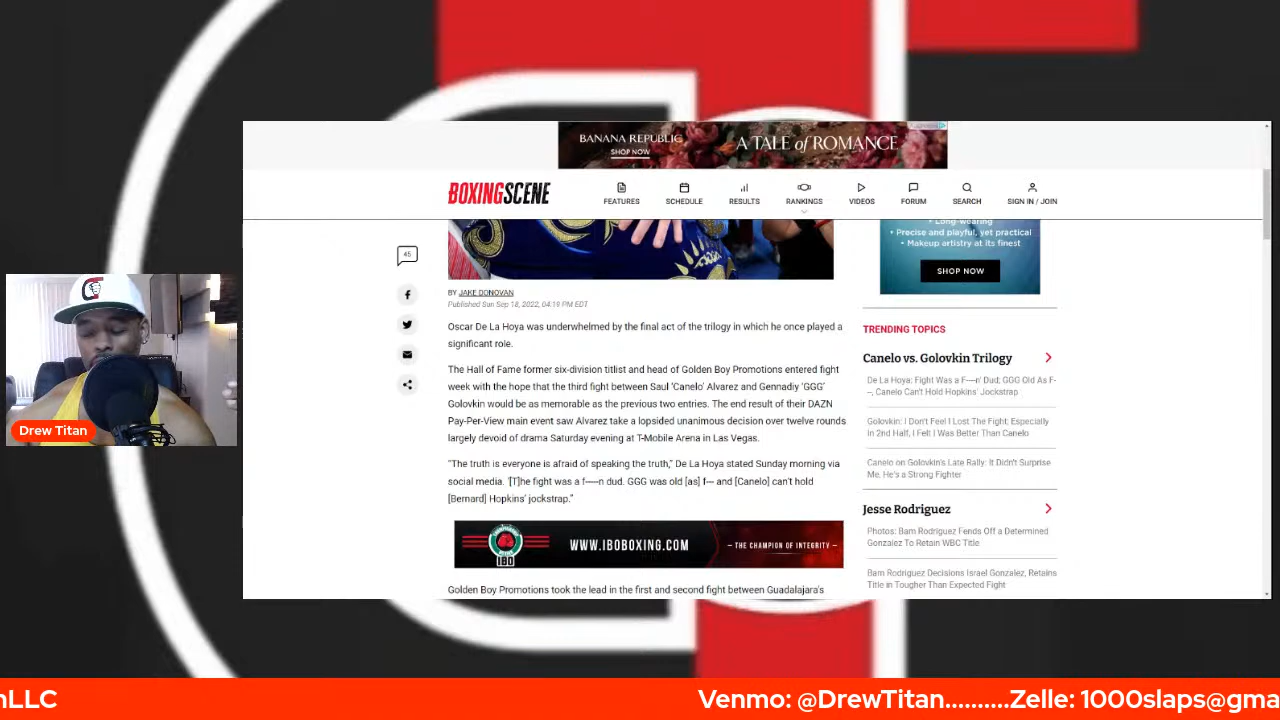 BANANA REPUBLIC
SHOP NOW
A TALE of ROMANCE
BOXINGSCENE
FEATURES
SCHEDULE
RESULTS
RANKINGS
VIDEOS
FORUM
SEARCH
SIGN IN / JOIN
45
BY JAKE DONOVAN
Published Sun Sep 18, 2022, 04:19 PM EDT
Oscar De La Hoya was underwhelmed by the final act of the trilogy in which he once played a
significant role.
The Hall of Fame former six-division titlist and head of Golden Boy Promotions entered fight
week with the hope that the third fight between Saul ‘Canelo’ Alvarez and Gennadiy ‘GGG’
Golovkin would be as memorable as the previous two entries. The end result of their DAZN
Pay-Per-View main event saw Alvarez take a lopsided unanimous decision over twelve rounds
largely devoid of drama Saturday evening at T-Mobile Arena in Las Vegas.
“The truth is everyone is afraid of speaking the truth,” De La Hoya stated Sunday morning via
social media. ‘[T]he fight was a f-----n dud. GGG was old [as] f--- and [Canelo] can’t hold
[Bernard] Hopkins’ jockstrap.”
IBO
WWW.IBOBOXING.COM
– THE CHAMPION OF INTEGRITY –
Golden Boy Promotions took the lead in the first and second fight between Guadalajara’s
• Long wearing
• Precise and playful, yet practical
• Makeup artistry at its finest
SHOP NOW
TRENDING TOPICS
Canelo vs. Golovkin Trilogy
De La Hoya: Fight Was a F----n' Dud; GGG Old As F-
--, Canelo Can't Hold Hopkins' Jockstrap
Golovkin: I Don't Feel I Lost The Fight; Especially
in 2nd Half, I Felt I Was Better Than Canelo
Canelo on Golovkin's Late Rally: It Didn't Surprise
Me, He's a Strong Fighter
Jesse Rodriguez
Photos: Bam Rodriguez Fends Off a Determined
Gonzalez To Retain WBC Title
Bam Rodriguez Decisions Israel Gonzalez, Retains
Title in Tougher Than Expected Fight
Drew Titan
nLLC
Venmo: @DrewTitan..........Zelle: 1000slaps@gma